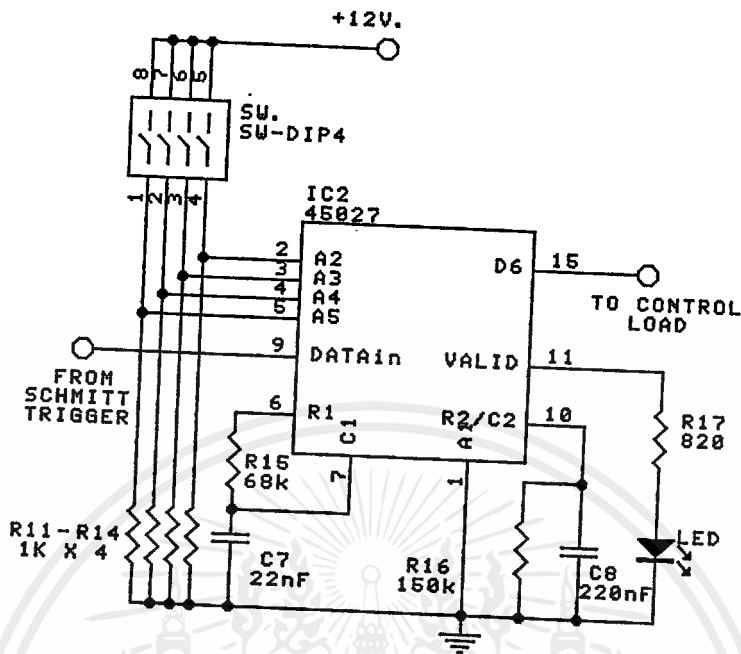 +12V.
8 7 6 5
SW.
SW-DIP4
1 2 3 4
IC2
45027
2 A2
3 A3
4 A4
5 A5
D6 15
TO CONTROL
LOAD
9 DATAin
VALID 11
FROM
SCHMITT
TRIGGER
6 R1
C1
7
R2/C2 10
A1
1
R17
820
R15
68k
R11-R14
1K X 4
C7
22nF
R16
150k
C8
220nF
LED